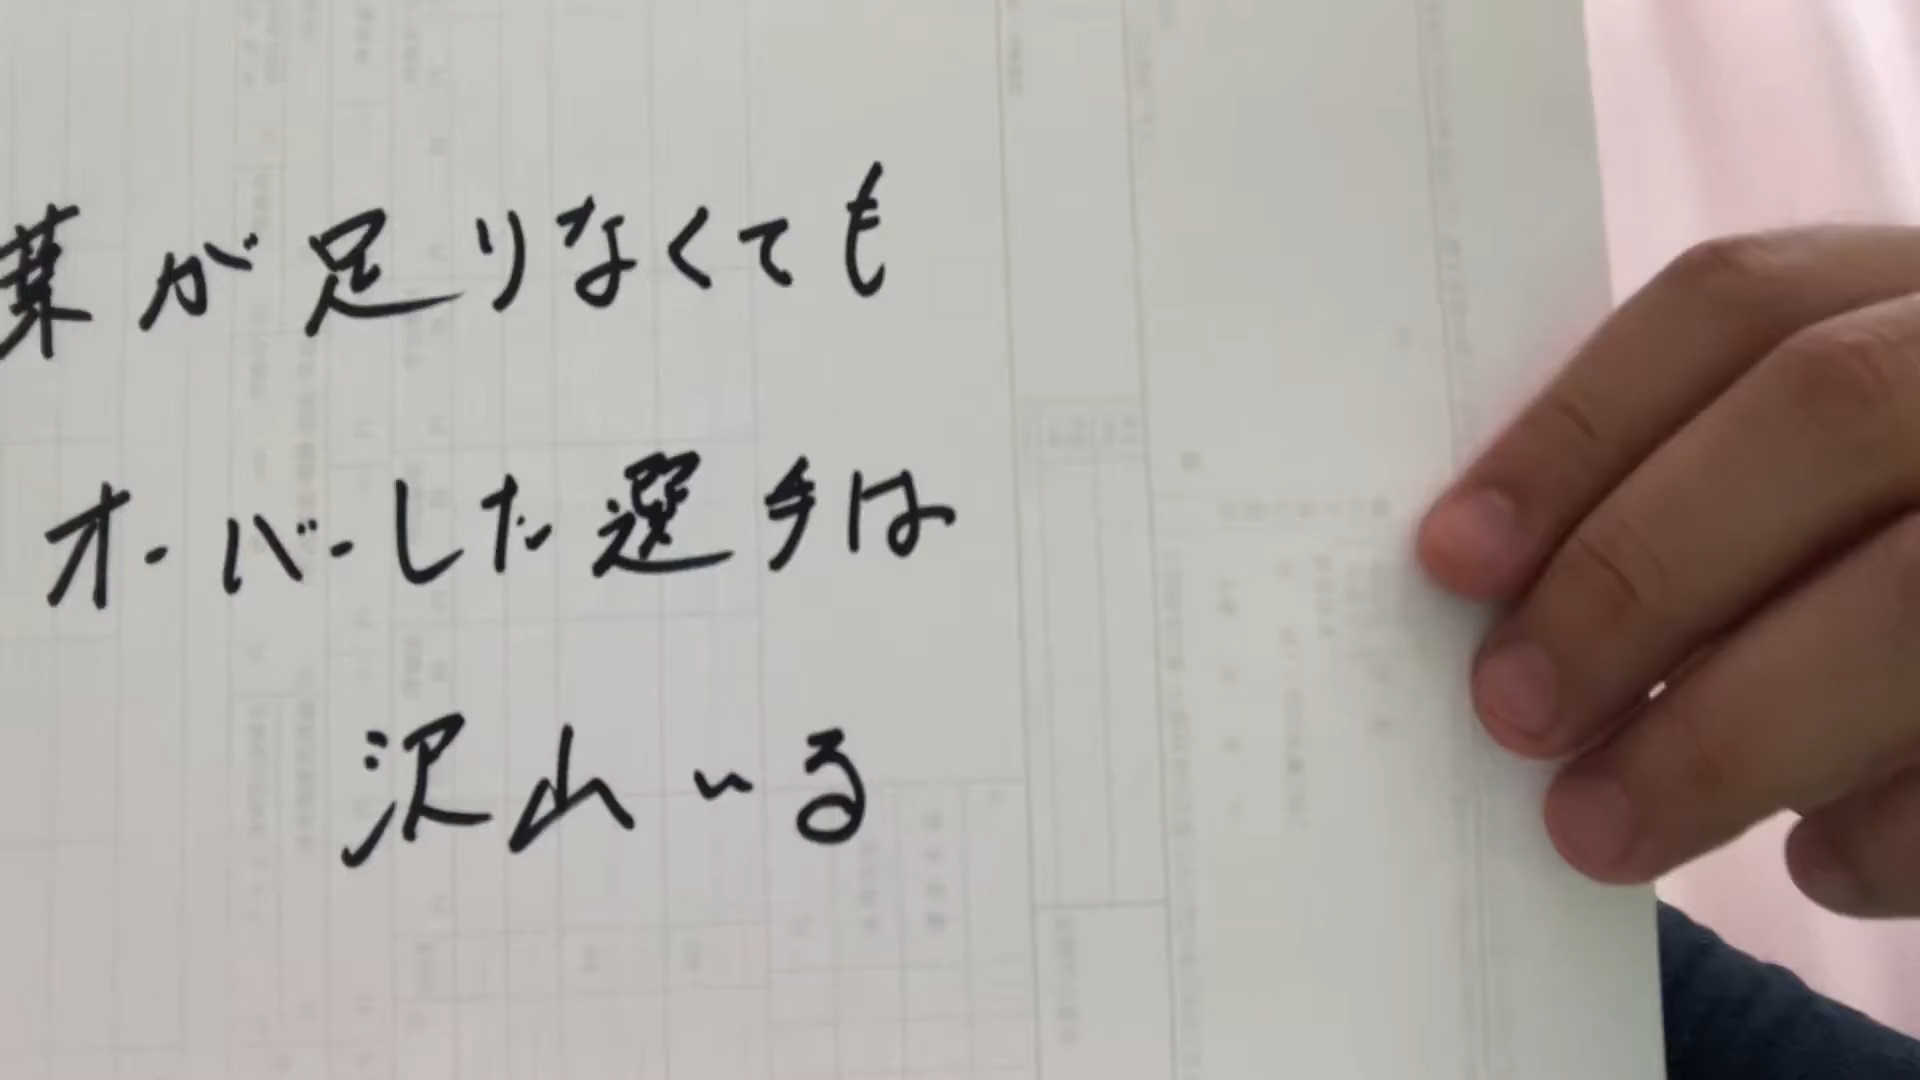 葉が足りなくても
オーバーした選手は
沢山いる